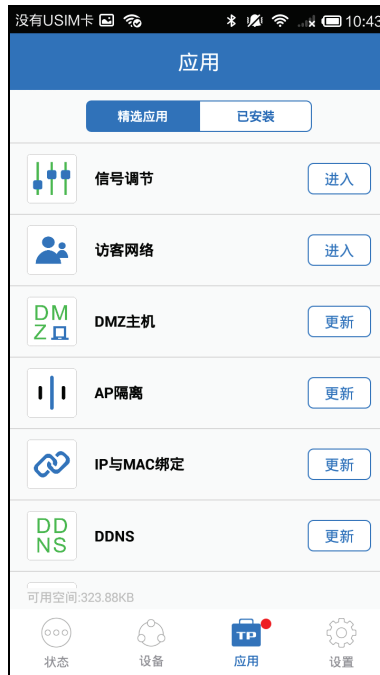 没有USIM卡 10:43
应用
精选应用 已安装
信号调节 进入
访客网络 进入
DM
Z
DMZ主机 更新
AP隔离 更新
IP与MAC绑定 更新
DD
NS
DDNS 更新
可用空间:323.88KB
TP
状态 设备 应用 设置